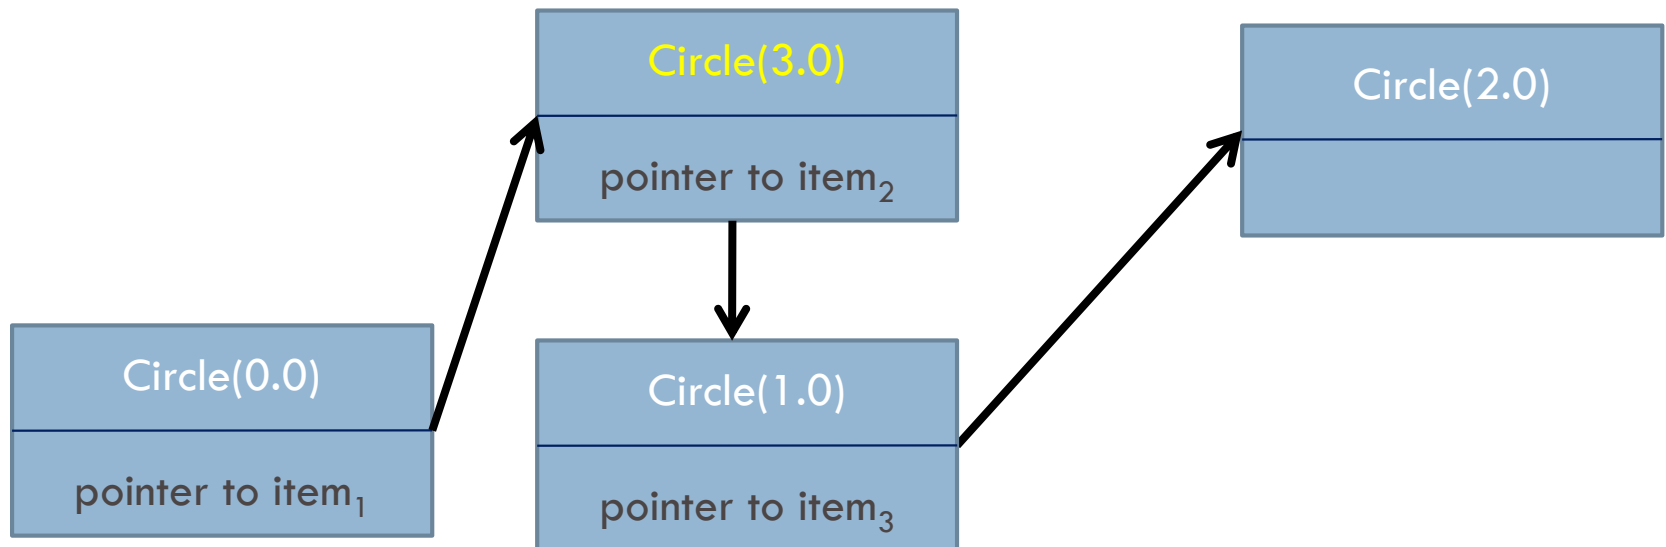 Circle(3.0)
pointer to item₂
Circle(2.0)
Circle(0.0)
pointer to item₁
Circle(1.0)
pointer to item₃